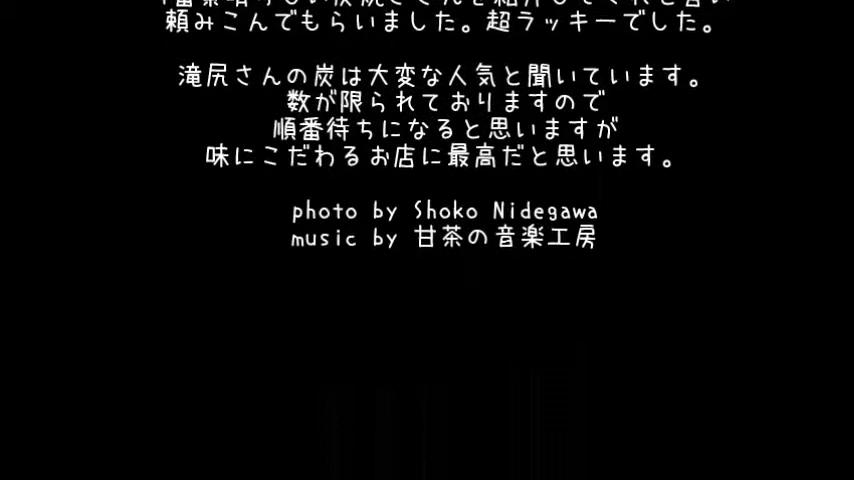 頼みこんでもらいました。超ラッキーでした。
滝尻さんの炭は大変な人気と聞いています。
数が限られておりますので
順番待ちになると思いますが
味にこだわるお店に最高だと思います。
photo by Shoko Nidegawa
music by 甘茶の音楽工房